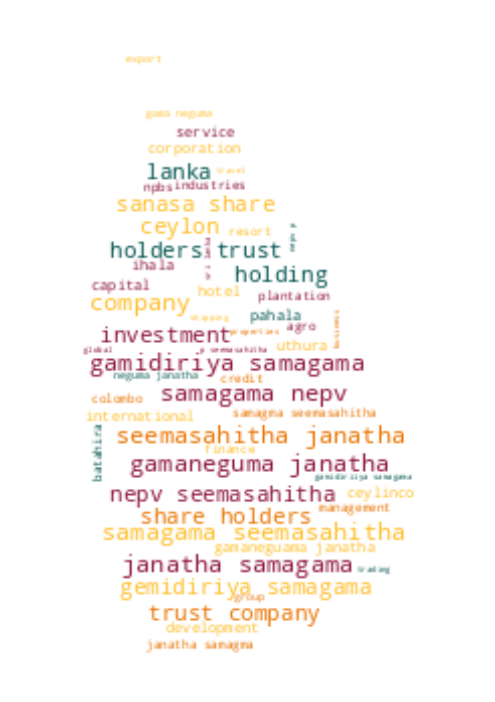 export
gama neguma
service
corporation
lanka travel
npbs industries
sanasa share
ceylon resort
holders trust
ihala holding
capital hotel plantation
company
shipping pahala
investment properties agro
uthura business
global p seemasahitha
gamidiriya samagama
neguma janatha credit
samagama nepv
colombo
international samagma seemasahitha
seemasahitha janatha
batahira finance
gamaneguma janatha
gamidiriiya samagama
nepv seemasahitha ceylinco
share holders management
samagama seemasahitha
gamaneguama janatha
janatha samagama trading
gemidiriya samagama
group
trust company
development
janatha samagma